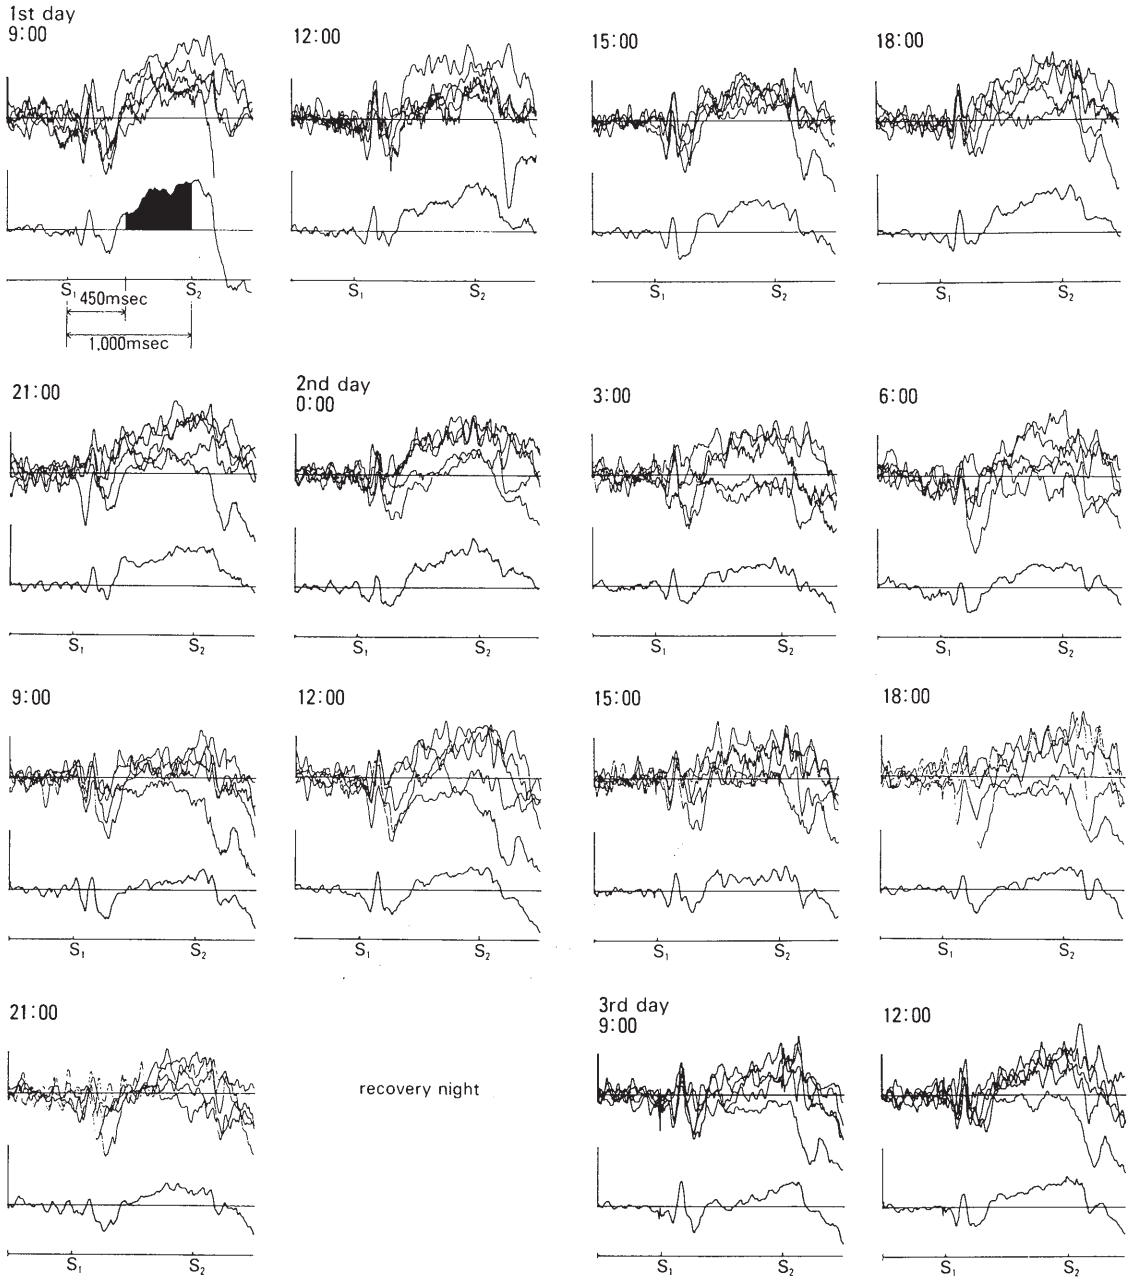 1st day
9:00
12:00
15:00
18:00
S₁
S₂
S₁
S₂
S₁
S₂
S₁
S₂
450msec
1,000msec
21:00
2nd day
0:00
3:00
6:00
S₁
S₂
S₁
S₂
S₁
S₂
S₁
S₂
9:00
12:00
15:00
18:00
S₁
S₂
S₁
S₂
S₁
S₂
S₁
S₂
21:00
recovery night
3rd day
9:00
12:00
S₁
S₂
S₁
S₂
S₁
S₂